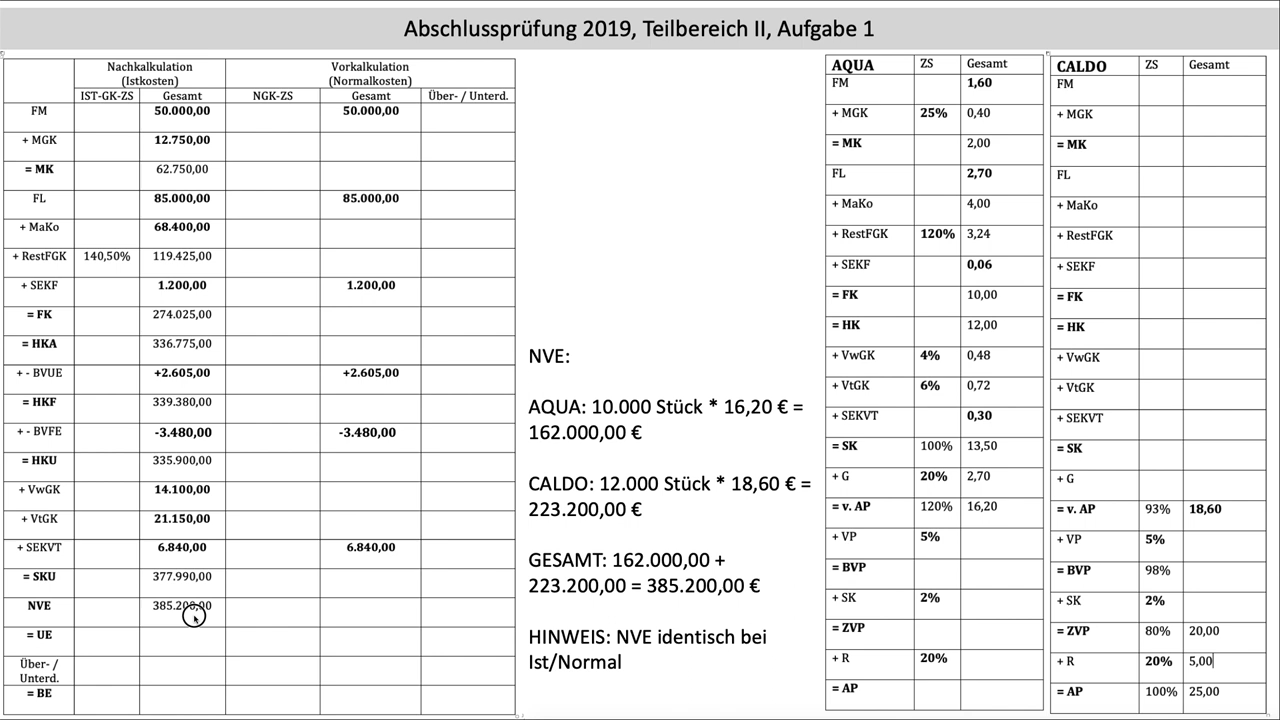 Abschlussprüfung 2019, Teilbereich II, Aufgabe 1
Nachkalkulation
(Istkosten)
Vorkalkulation
(Normalkosten)
IST-GK-ZS Gesamt NGK-ZS Gesamt Über- / Unterd.
FM 50.000,00 50.000,00
+ MGK 12.750,00
= MK 62.750,00
FL 85.000,00 85.000,00
+ MaKo 68.400,00
+ RestFGK 140,50% 119.425,00
+ SEKF 1.200,00 1.200,00
= FK 274.025,00
= HKA 336.775,00
+ - BVUE +2.605,00 +2.605,00
= HKF 339.380,00
+ - BVFE -3.480,00 -3.480,00
= HKU 335.900,00
+ VwGK 14.100,00
+ VtGK 21.150,00
+ SEKVT 6.840,00 6.840,00
= SKU 377.990,00
NVE 385.200,00
= UE
Über- /
Unterd.
= BE
NVE:
AQUA: 10.000 Stück * 16,20 € =
162.000,00 €
CALDO: 12.000 Stück * 18,60 € =
223.200,00 €
GESAMT: 162.000,00 +
223.200,00 = 385.200,00 €
HINWEIS: NVE identisch bei
Ist/Normal
AQUA ZS Gesamt
FM 1,60
+ MGK 25% 0,40
= MK 2,00
FL 2,70
+ MaKo 4,00
+ RestFGK 120% 3,24
+ SEKF 0,06
= FK 10,00
= HK 12,00
+ VwGK 4% 0,48
+ VtGK 6% 0,72
+ SEKVT 0,30
= SK 100% 13,50
+ G 20% 2,70
= v. AP 120% 16,20
+ VP 5%
= BVP
+ SK 2%
= ZVP
+ R 20%
= AP
CALDO ZS Gesamt
FM
+ MGK
= MK
FL
+ MaKo
+ RestFGK
+ SEKF
= FK
= HK
+ VwGK
+ VtGK
+ SEKVT
= SK
+ G
= v. AP 93% 18,60
+ VP 5%
= BVP 98%
+ SK 2%
= ZVP 80% 20,00
+ R 20% 5,00
= AP 100% 25,00